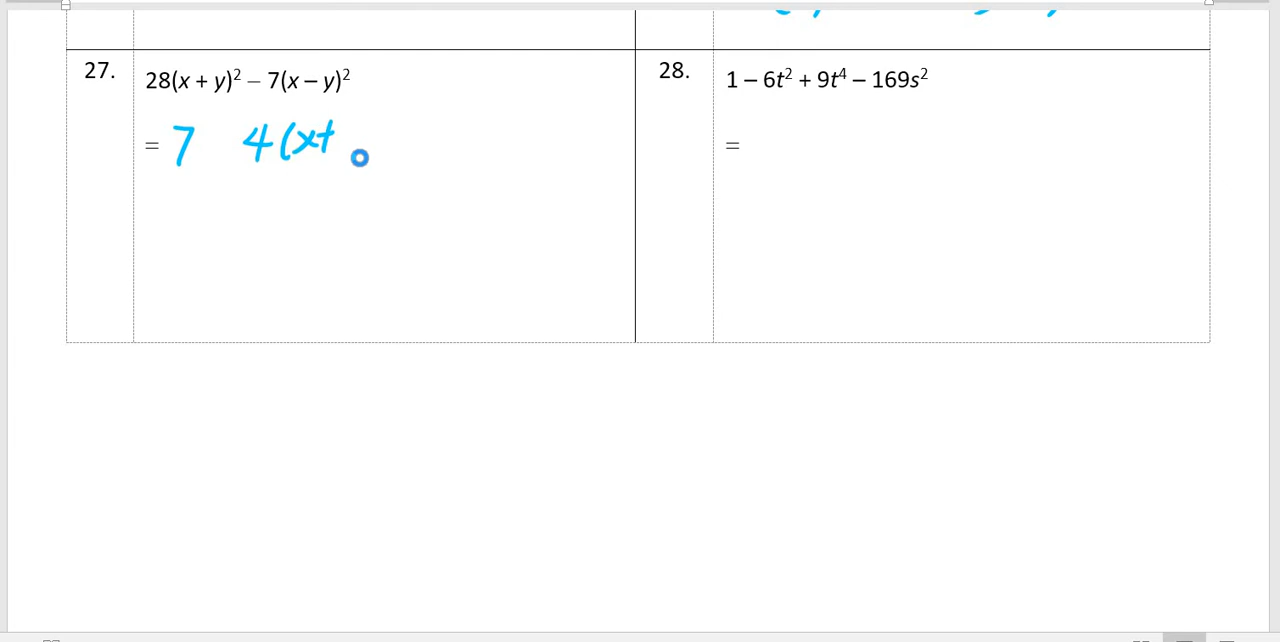 27. 28(x + y)² – 7(x – y)²
= 7 4(x+
28. 1 – 6t² + 9t⁴ – 169s²
=